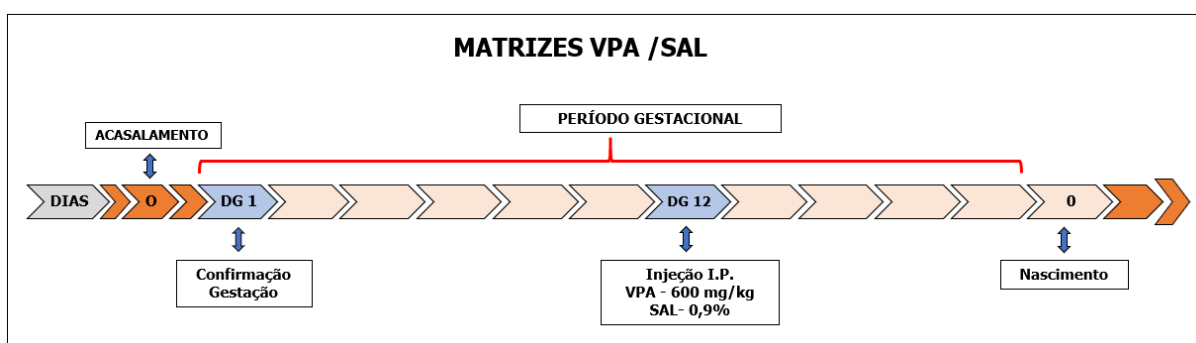 MATRIZES VPA /SAL
PERÍODO GESTACIONAL
ACASALAMENTO
DIAS
O
DG 1
DG 12
0
Confirmação
Gestação
Injeção I.P.
VPA - 600 mg/kg
SAL- 0,9%
Nascimento